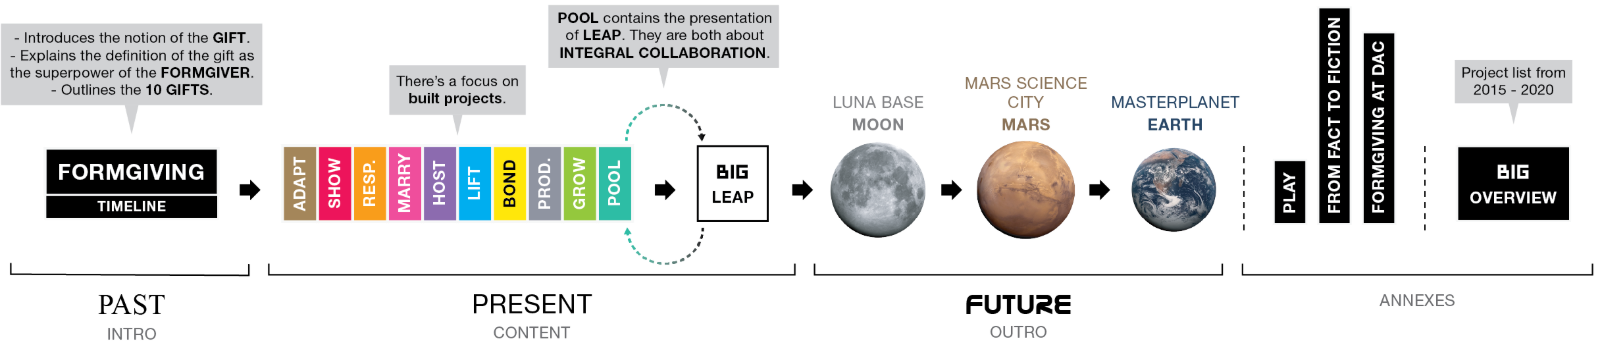 - Introduces the notion of the GIFT.
- Explains the definition of the gift as
the superpower of the FORMGIVER.
- Outlines the 10 GIFTS.
FORMGIVING
TIMELINE
PAST
INTRO
There's a focus on
built projects.
POOL contains the presentation
of LEAP. They are both about
INTEGRAL COLLABORATION.
ADAPT
SHOW
RESP.
MARRY
HOST
LIFT
BOND
PROD.
GROW
POOL
BIG
LEAP
PRESENT
CONTENT
LUNA BASE
MOON
MARS SCIENCE
CITY
MARS
MASTERPLANET
EARTH
FUTURE
OUTRO
PLAY
FROM FACT TO FICTION
FORMGIVING AT DAC
Project list from
2015 - 2020
BIG
OVERVIEW
ANNEXES